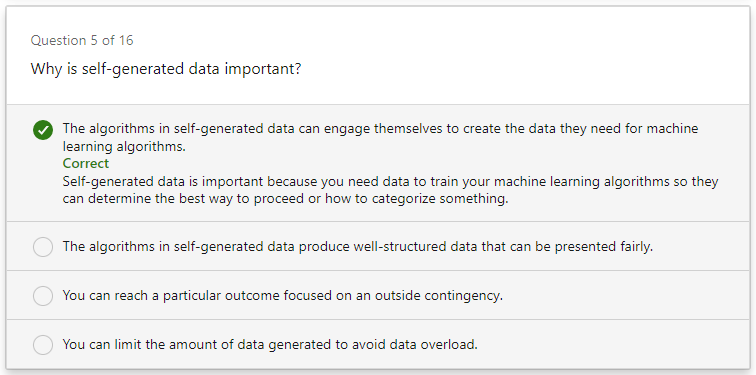 Question 5 of 16
Why is self-generated data important?
The algorithms in self-generated data can engage themselves to create the data they need for machine
learning algorithms.
Correct
Self-generated data is important because you need data to train your machine learning algorithms so they
can determine the best way to proceed or how to categorize something.
The algorithms in self-generated data produce well-structured data that can be presented fairly.
You can reach a particular outcome focused on an outside contingency.
You can limit the amount of data generated to avoid data overload.